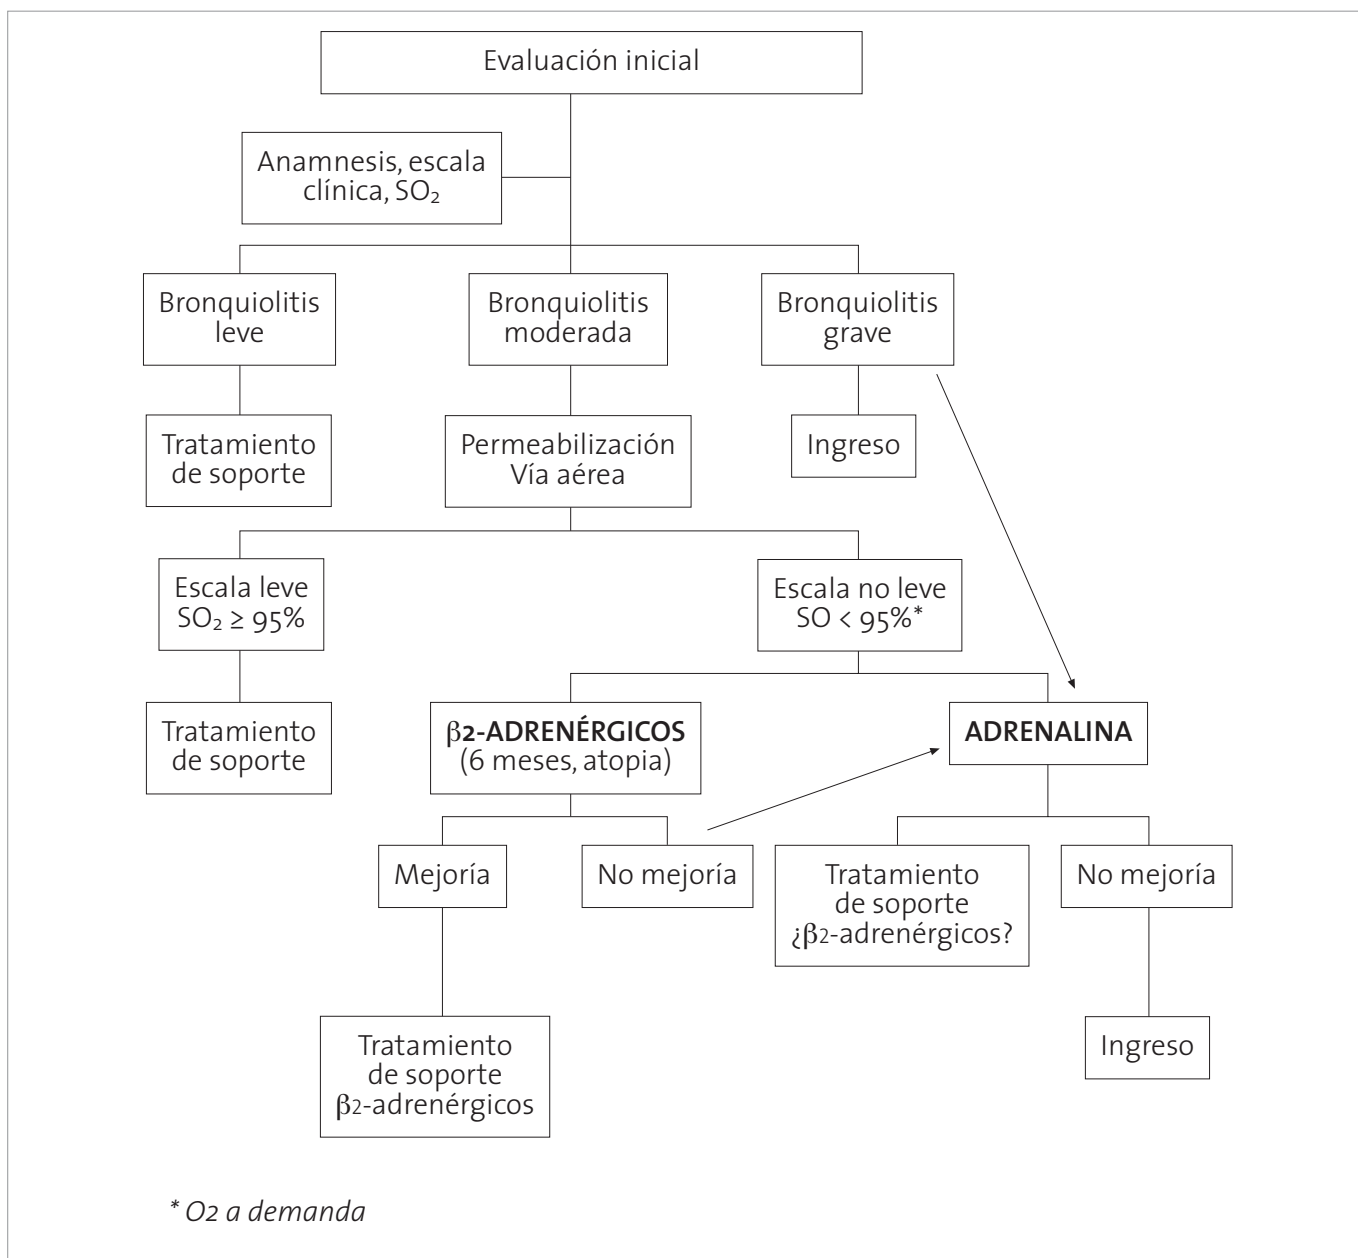 Evaluación inicial
Anamnesis, escala
clínica, SO₂
Bronquiolitis
leve
Bronquiolitis
moderada
Bronquiolitis
grave
Tratamiento
de soporte
Permeabilización
Vía aérea
Ingreso
Escala leve
SO₂ ≥ 95%
Escala no leve
SO < 95%*
Tratamiento
de soporte
β2-ADRENÉRGICOS
(6 meses, atopia)
ADRENALINA
Mejoría
No mejoría
Tratamiento
de soporte
¿β2-adrenérgicos?
No mejoría
Tratamiento
de soporte
β2-adrenérgicos
Ingreso
* O2 a demanda